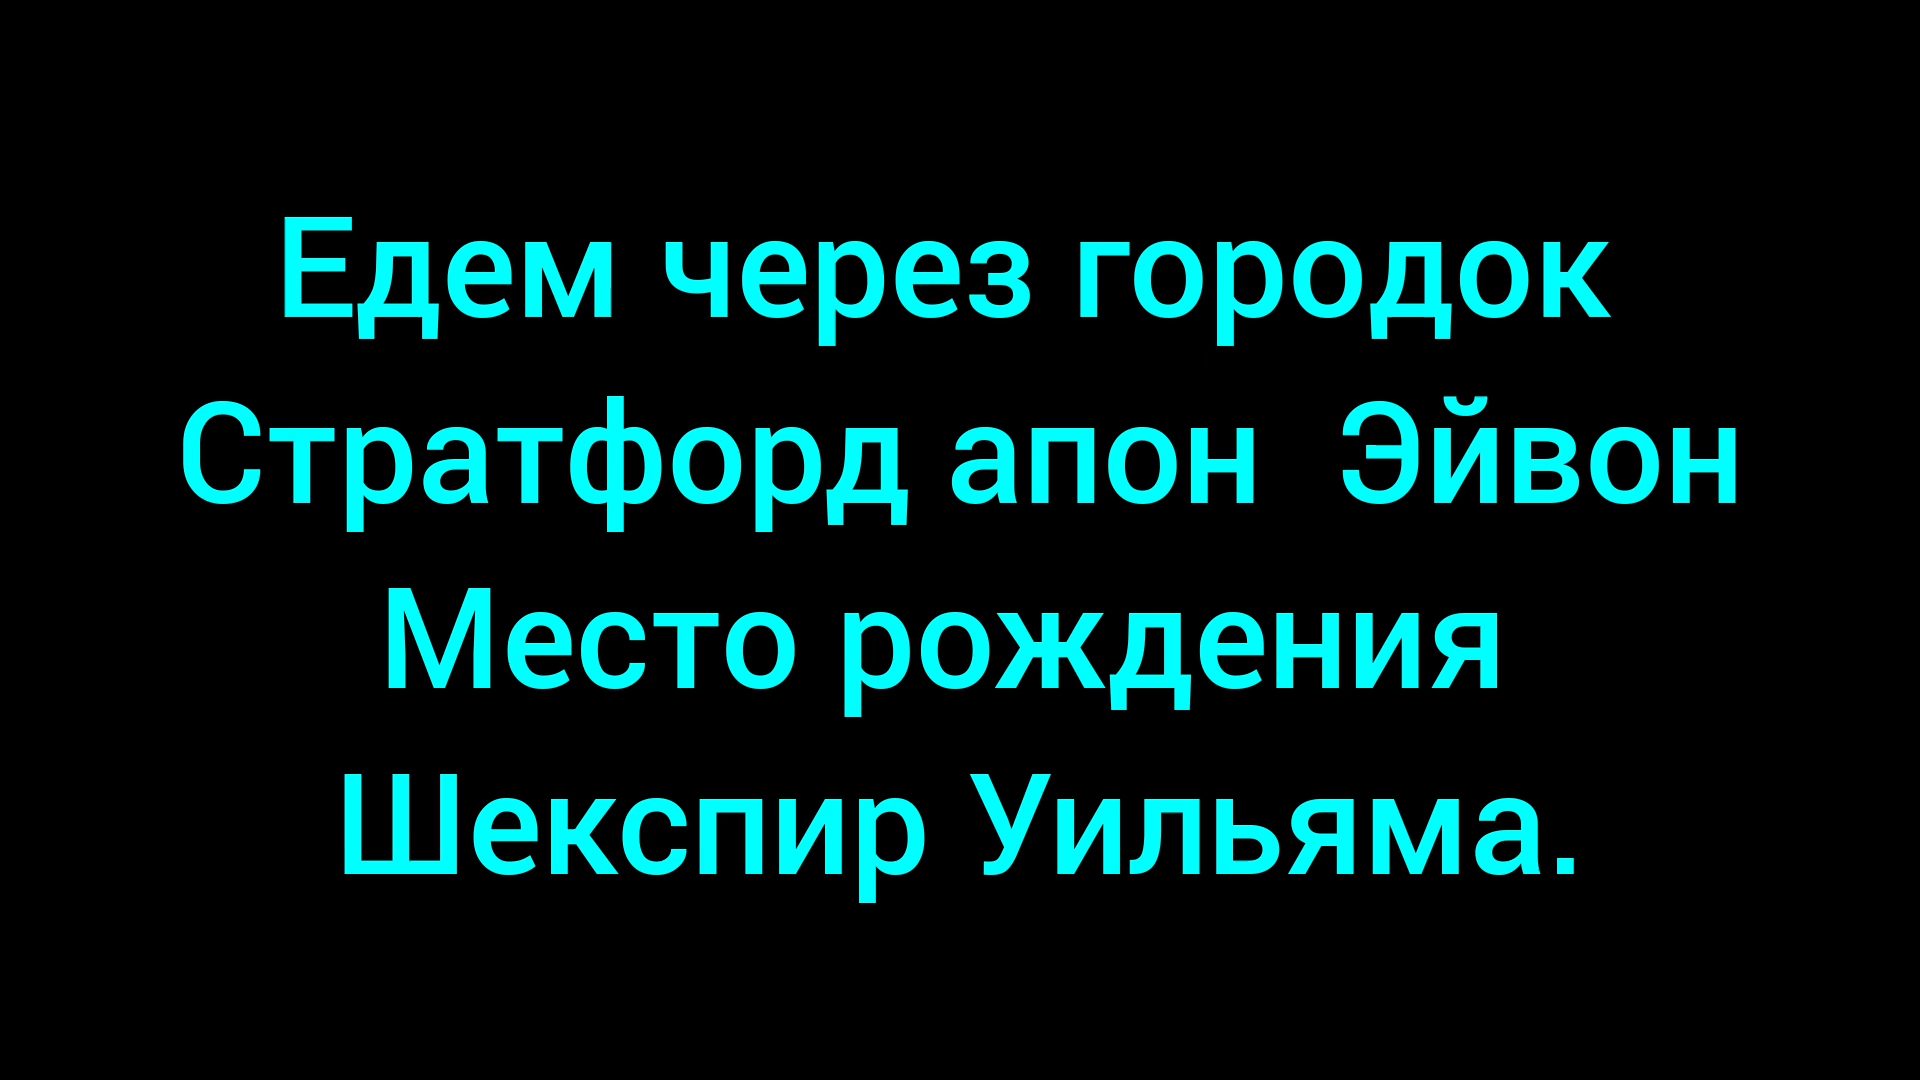 Едем через городок
Стратфорд апон  Эйвон
Место рождения
Шекспир Уильяма.